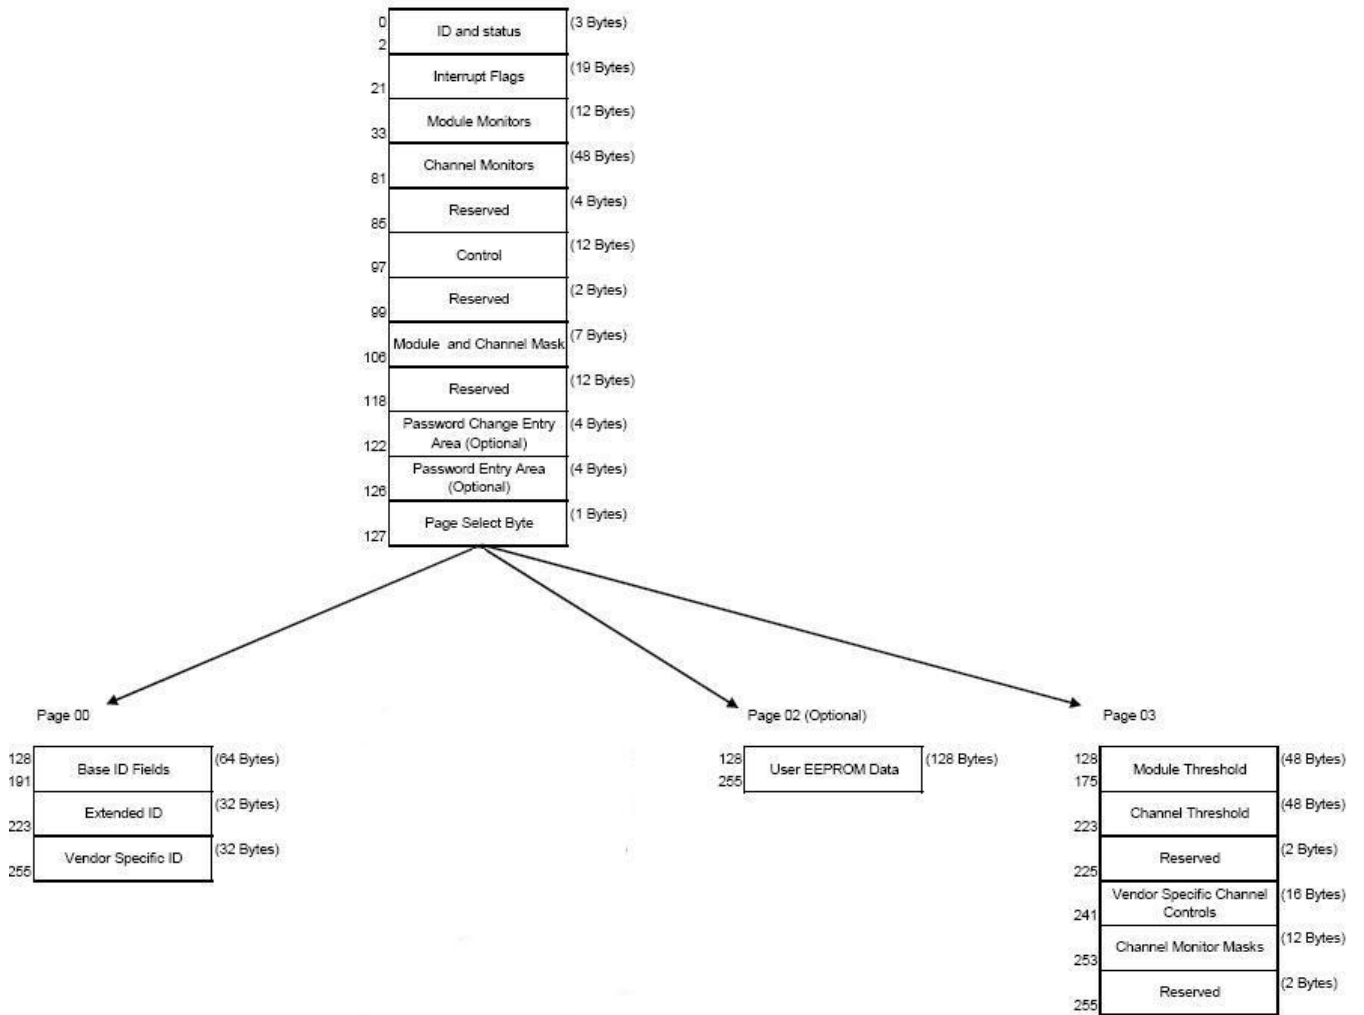 0 ID and status (3 Bytes)
2
Interrupt Flags (19 Bytes)
21
Module Monitors (12 Bytes)
33
Channel Monitors (48 Bytes)
81
Reserved (4 Bytes)
85
Control (12 Bytes)
97
Reserved (2 Bytes)
99
Module and Channel Mask (7 Bytes)
106
Reserved (12 Bytes)
118
Password Change Entry (4 Bytes)
Area (Optional)
122
Password Entry Area (4 Bytes)
(Optional)
126
Page Select Byte (1 Bytes)
127
Page 00
128 Base ID Fields (64 Bytes)
191
Extended ID (32 Bytes)
223
Vendor Specific ID (32 Bytes)
255
Page 02 (Optional)
128 User EEPROM Data (128 Bytes)
255
Page 03
128 Module Threshold (48 Bytes)
175
Channel Threshold (48 Bytes)
223
Reserved (2 Bytes)
225
Vendor Specific Channel (16 Bytes)
Controls
241
Channel Monitor Masks (12 Bytes)
253
Reserved (2 Bytes)
255